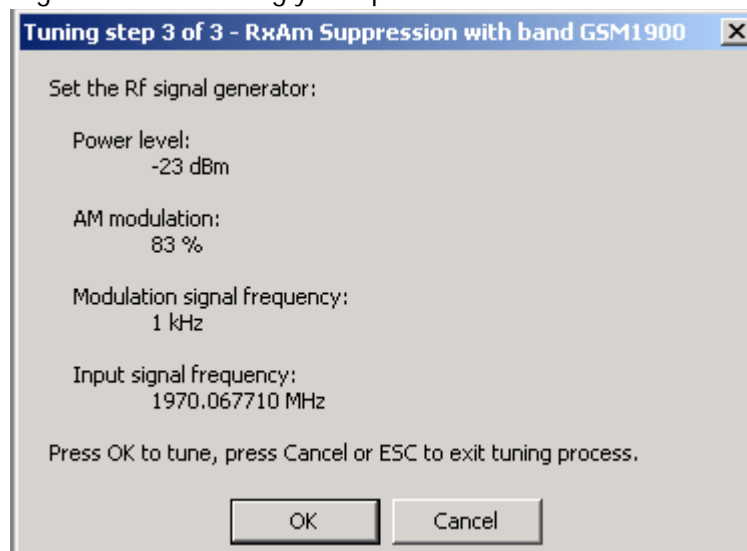 Tuning step 3 of 3 - RxAm Suppression with band GSM1900
Set the Rf signal generator:
Power level:
-23 dBm
AM modulation:
83 %
Modulation signal frequency:
1 kHz
Input signal frequency:
1970.067710 MHz
Press OK to tune, press Cancel or ESC to exit tuning process.
OK
Cancel